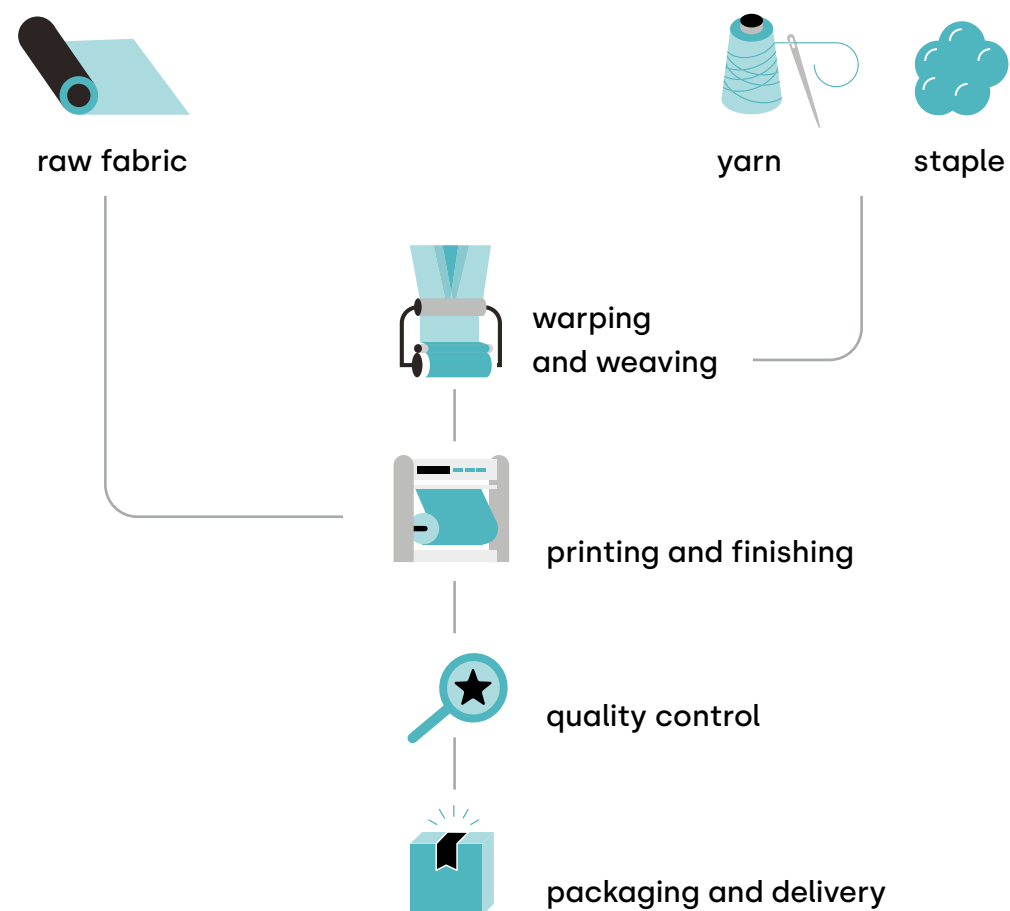 raw fabric
yarn
staple
warping
and weaving
printing and finishing
quality control
packaging and delivery